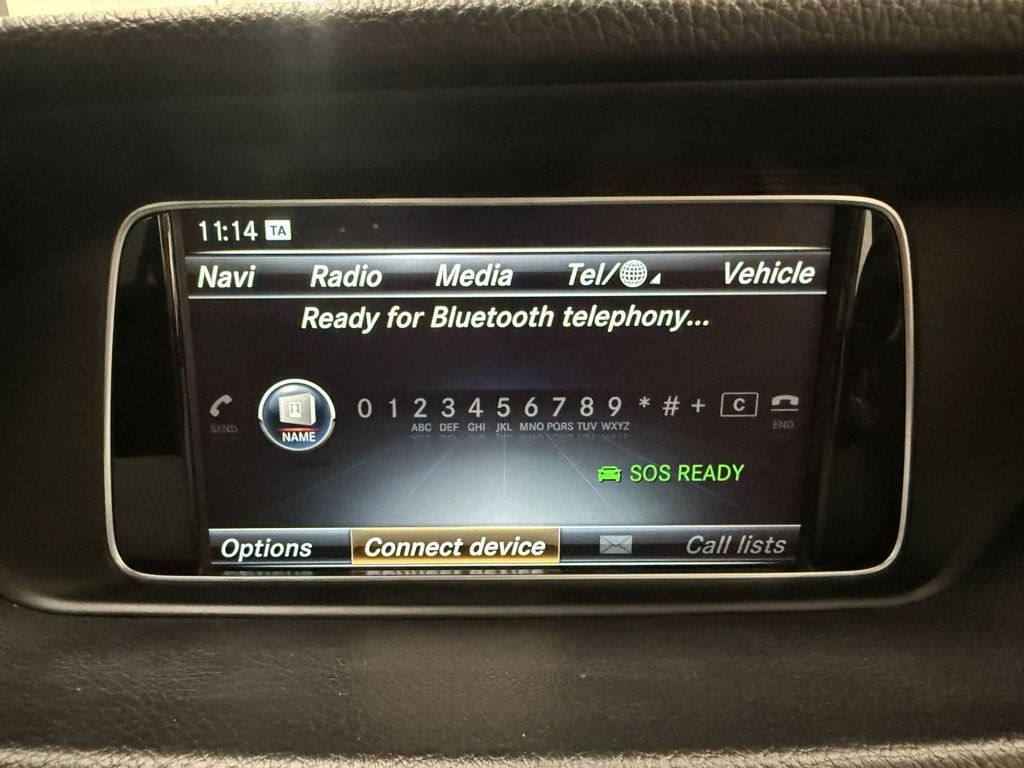 11:14 TA
Navi Radio Media Tel/ Vehicle
Ready for Bluetooth telephony...
0 1 2 3 4 5 6 7 8 9 * # + C
ABC DEF GHI JKL MNO PQRS TUV WXYZ
SEND NAME END
SOS READY
Options Connect device Call lists